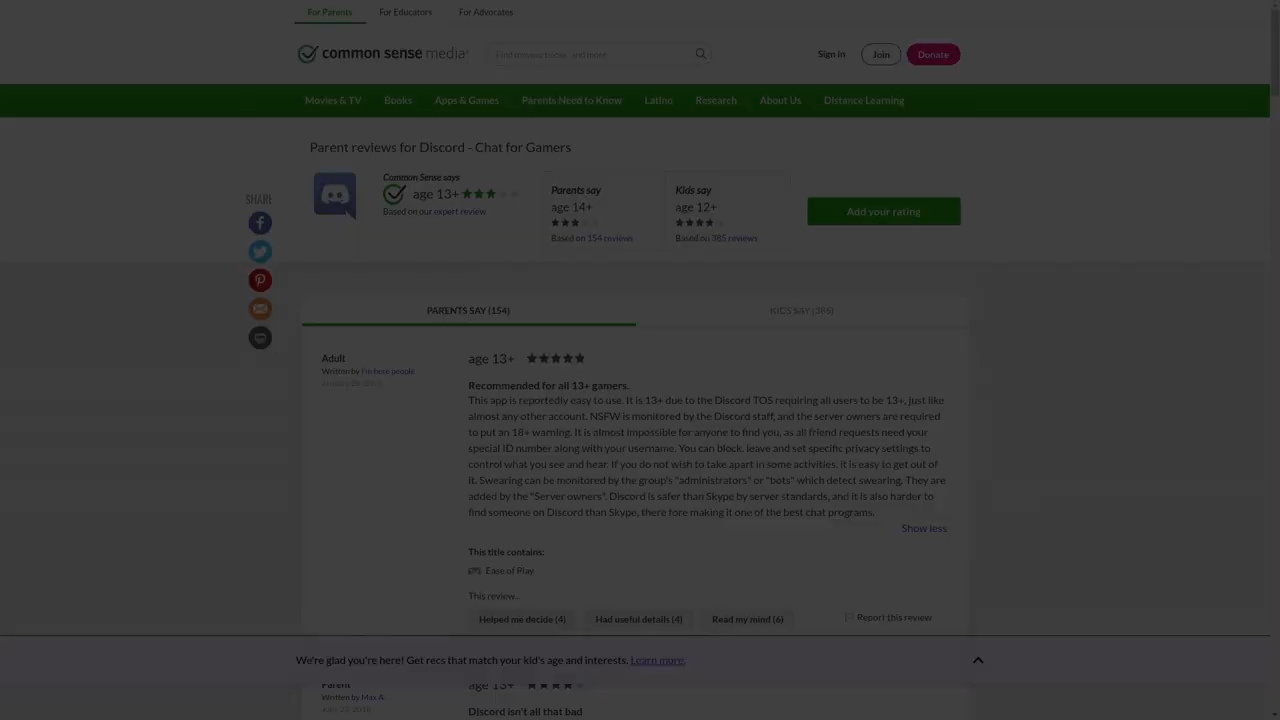 For Parents For Educators For Advocates
common sense media
Find movies, books, and more Sign in Join Donate
Movies & TV Books Apps & Games Parents Need to Know Latino Research About Us Distance Learning
Parent reviews for Discord - Chat for Gamers
Common Sense says
age 13+
Based on our expert review
Parents say
age 14+
Based on 154 reviews
Kids say
age 12+
Based on 385 reviews
Add your rating
SHARE
PARENTS SAY (154) KIDS SAY (385)
Adult
Written by I'm here people
age 13+
Recommended for all 13+ gamers.
This app is reportedly easy to use. It is 13+ due to the Discord TOS requiring all users to be 13+, just like
almost any other account. NSFW is monitored by the Discord staff, and the server owners are required
to put an 18+ warning. It is almost impossible for anyone to find you, as all friend requests need your
special ID number along with your username. You can block, leave and set specific privacy settings to
control what you see and hear. If you do not wish to take apart in some activities, it is easy to get out of
it. Swearing can be monitored by the group's "administrators" or "bots" which detect swearing. They are
added by the "Server owners". Discord is safer than Skype by server standards, and it is also harder to
find someone on Discord than Skype, there fore making it one of the best chat programs.
Show less
This title contains:
Ease of Play
This review...
Helped me decide (4) Had useful details (4) Read my mind (6) Report this review
We're glad you're here! Get recs that match your kid's age and interests. Learn more.
Parent
Written by Max A.
age 13+
Discord isn't all that bad